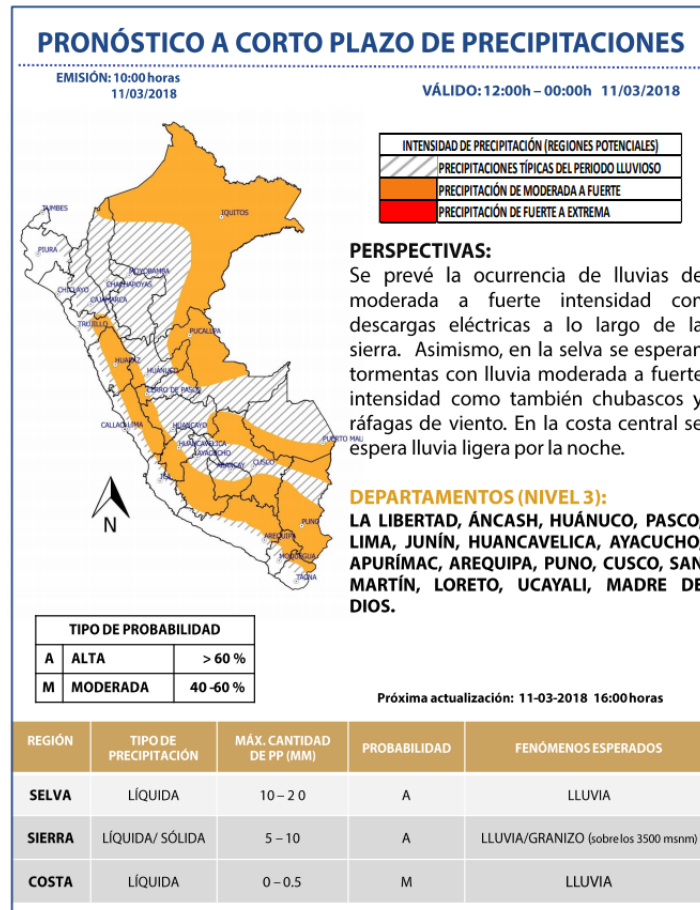 PRONÓSTICO A CORTO PLAZO DE PRECIPITACIONES
EMISIÓN: 10:00 horas
11/03/2018
VÁLIDO: 12:00h – 00:00h 11/03/2018
INTENSIDAD DE PRECIPITACIÓN (REGIONES POTENCIALES)
PRECIPITACIONES TÍPICAS DEL PERIODO LLUVIOSO
PRECIPITACIÓN DE MODERADA A FUERTE
PRECIPITACIÓN DE FUERTE A EXTREMA
TUMBES
IQUITOS
PIURA
MOYOBAMBA
CHACHAPOYAS
CHICLAYO
CAJAMARCA
TRUJILLO
PUCALLPA
HUARAZ
HUANUCO
CERRO DE PASCO
CALLAO LIMA
HUANCAYO
PUERTO MAL
HUANCAVELICA
AYACUCHO
ABANCAY
CUSCO
ICA
PUNO
AREQUIPA
MOQUEGUA
TACNA
N
PERSPECTIVAS:
Se prevé la ocurrencia de lluvias de
moderada a fuerte intensidad con
descargas eléctricas a lo largo de la
sierra. Asimismo, en la selva se esperan
tormentas con lluvia moderada a fuerte
intensidad como también chubascos y
ráfagas de viento. En la costa central se
espera lluvia ligera por la noche.
DEPARTAMENTOS (NIVEL 3):
LA LIBERTAD, ÁNCASH, HUÁNUCO, PASCO,
LIMA, JUNÍN, HUANCAVELICA, AYACUCHO,
APURÍMAC, AREQUIPA, PUNO, CUSCO, SAN
MARTÍN, LORETO, UCAYALI, MADRE DE
DIOS.
TIPO DE PROBABILIDAD
A ALTA > 60 %
M MODERADA 40 -60 %
Próxima actualización: 11-03-2018 16:00 horas
REGIÓN TIPO DE PRECIPITACIÓN MÁX. CANTIDAD DE PP (MM) PROBABILIDAD FENÓMENOS ESPERADOS
SELVA LÍQUIDA 10 – 2 0 A LLUVIA
SIERRA LÍQUIDA/ SÓLIDA 5 – 10 A LLUVIA/GRANIZO (sobre los 3500 msnm)
COSTA LÍQUIDA 0 – 0.5 M LLUVIA